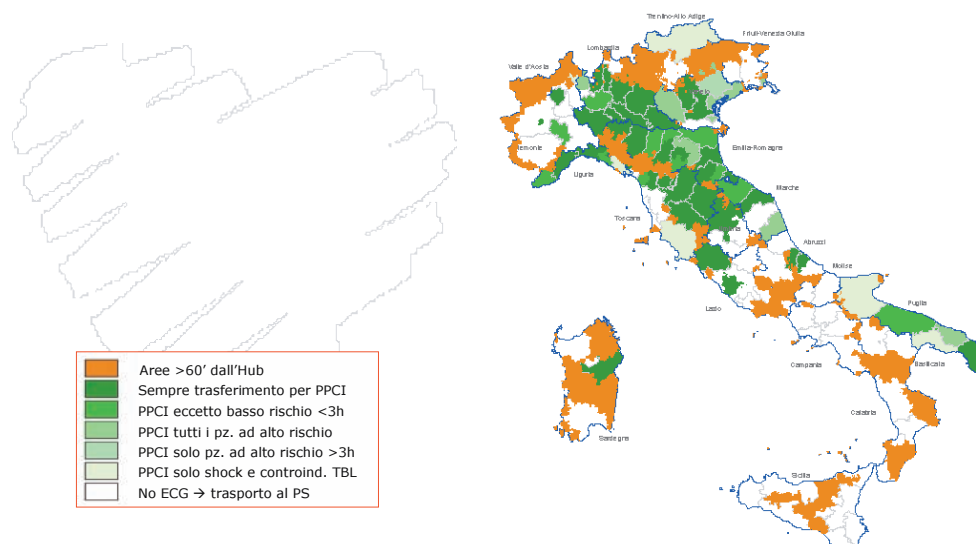 Trentino-Alto Adige
Friuli-Venezia Giulia
Lombardia
Valle d'Aosta
Piemonte
Emilia-Romagna
Liguria
Marche
Toscana
Abruzzi
Molise
Lazio
Puglia
Campania
Basilicata
Calabria
Sardegna
Sicilia
Aree >60’ dall’Hub
Sempre trasferimento per PPCI
PPCI eccetto basso rischio <3h
PPCI tutti i pz. ad alto rischio
PPCI solo pz. ad alto rischio >3h
PPCI solo shock e controind. TBL
No ECG → trasporto al PS